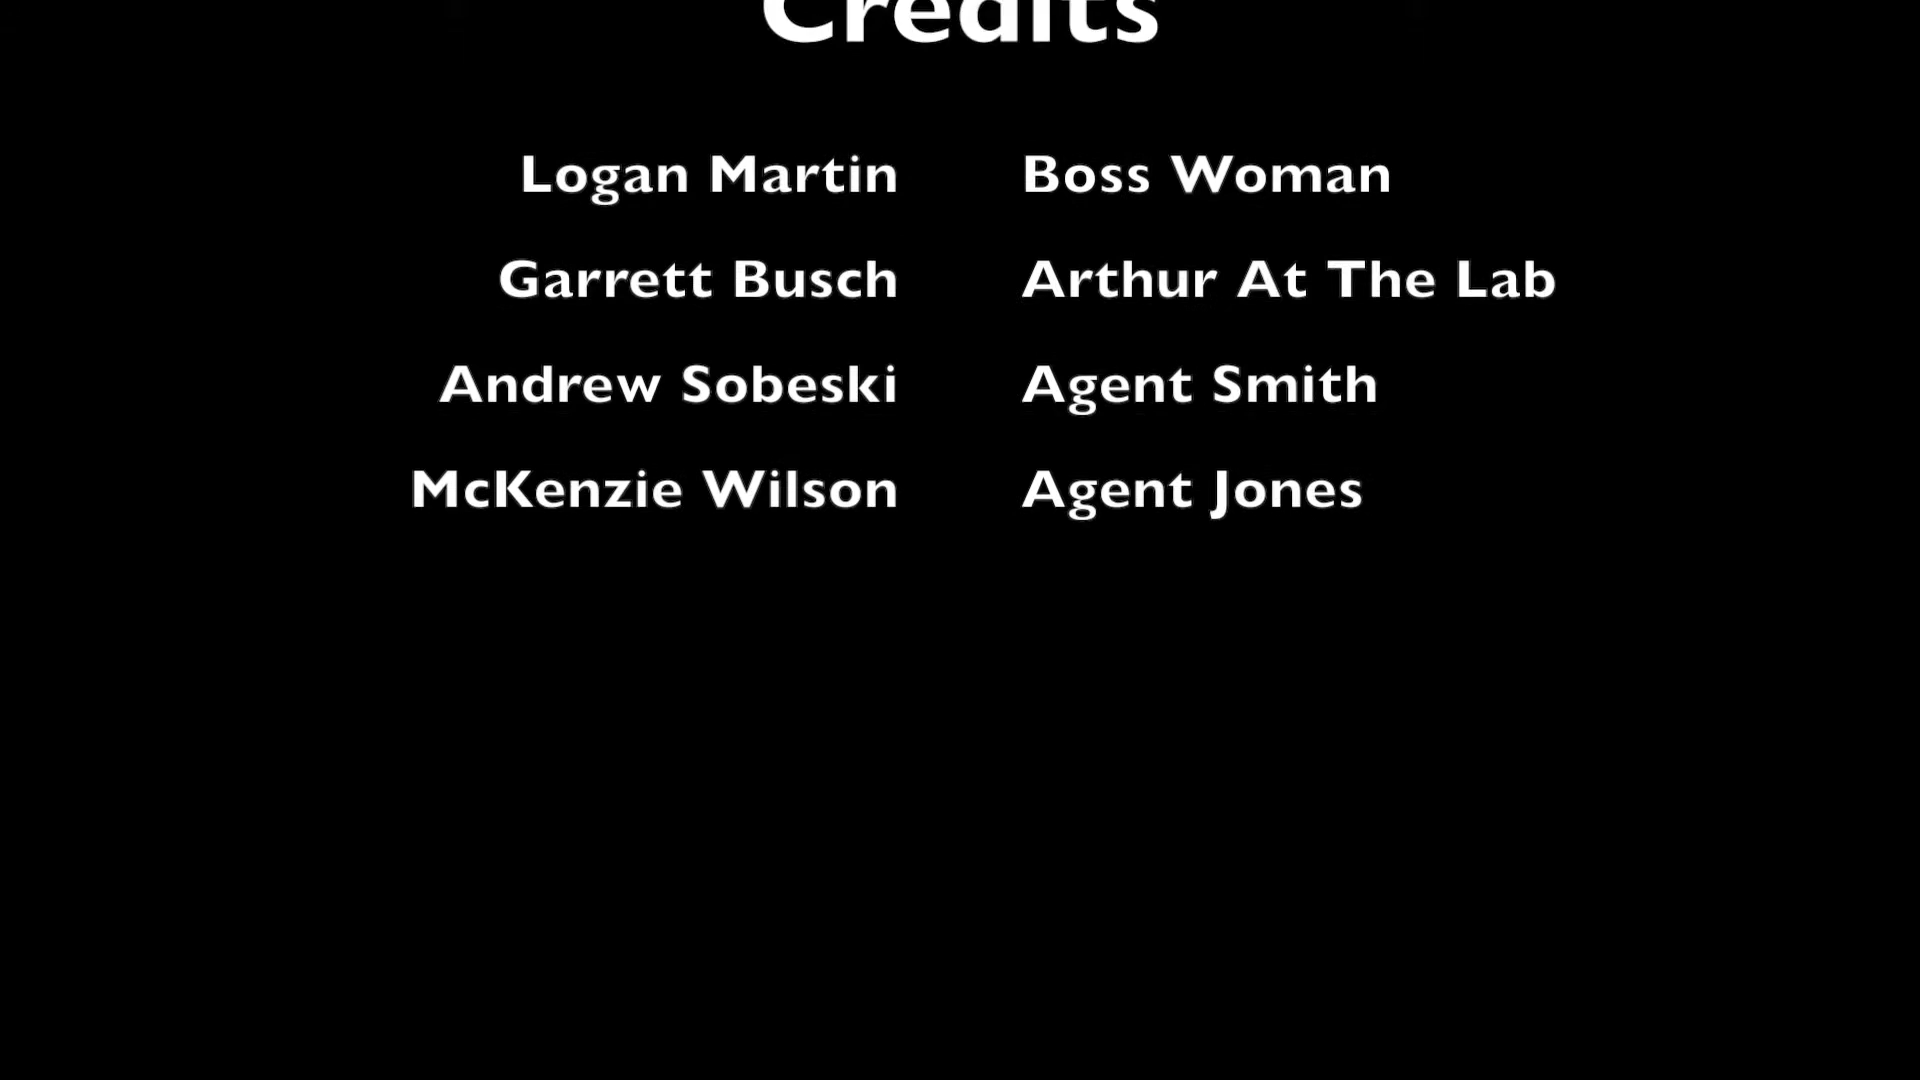 Credits
Logan Martin Boss Woman
Garrett Busch Arthur At The Lab
Andrew Sobeski Agent Smith
McKenzie Wilson Agent Jones